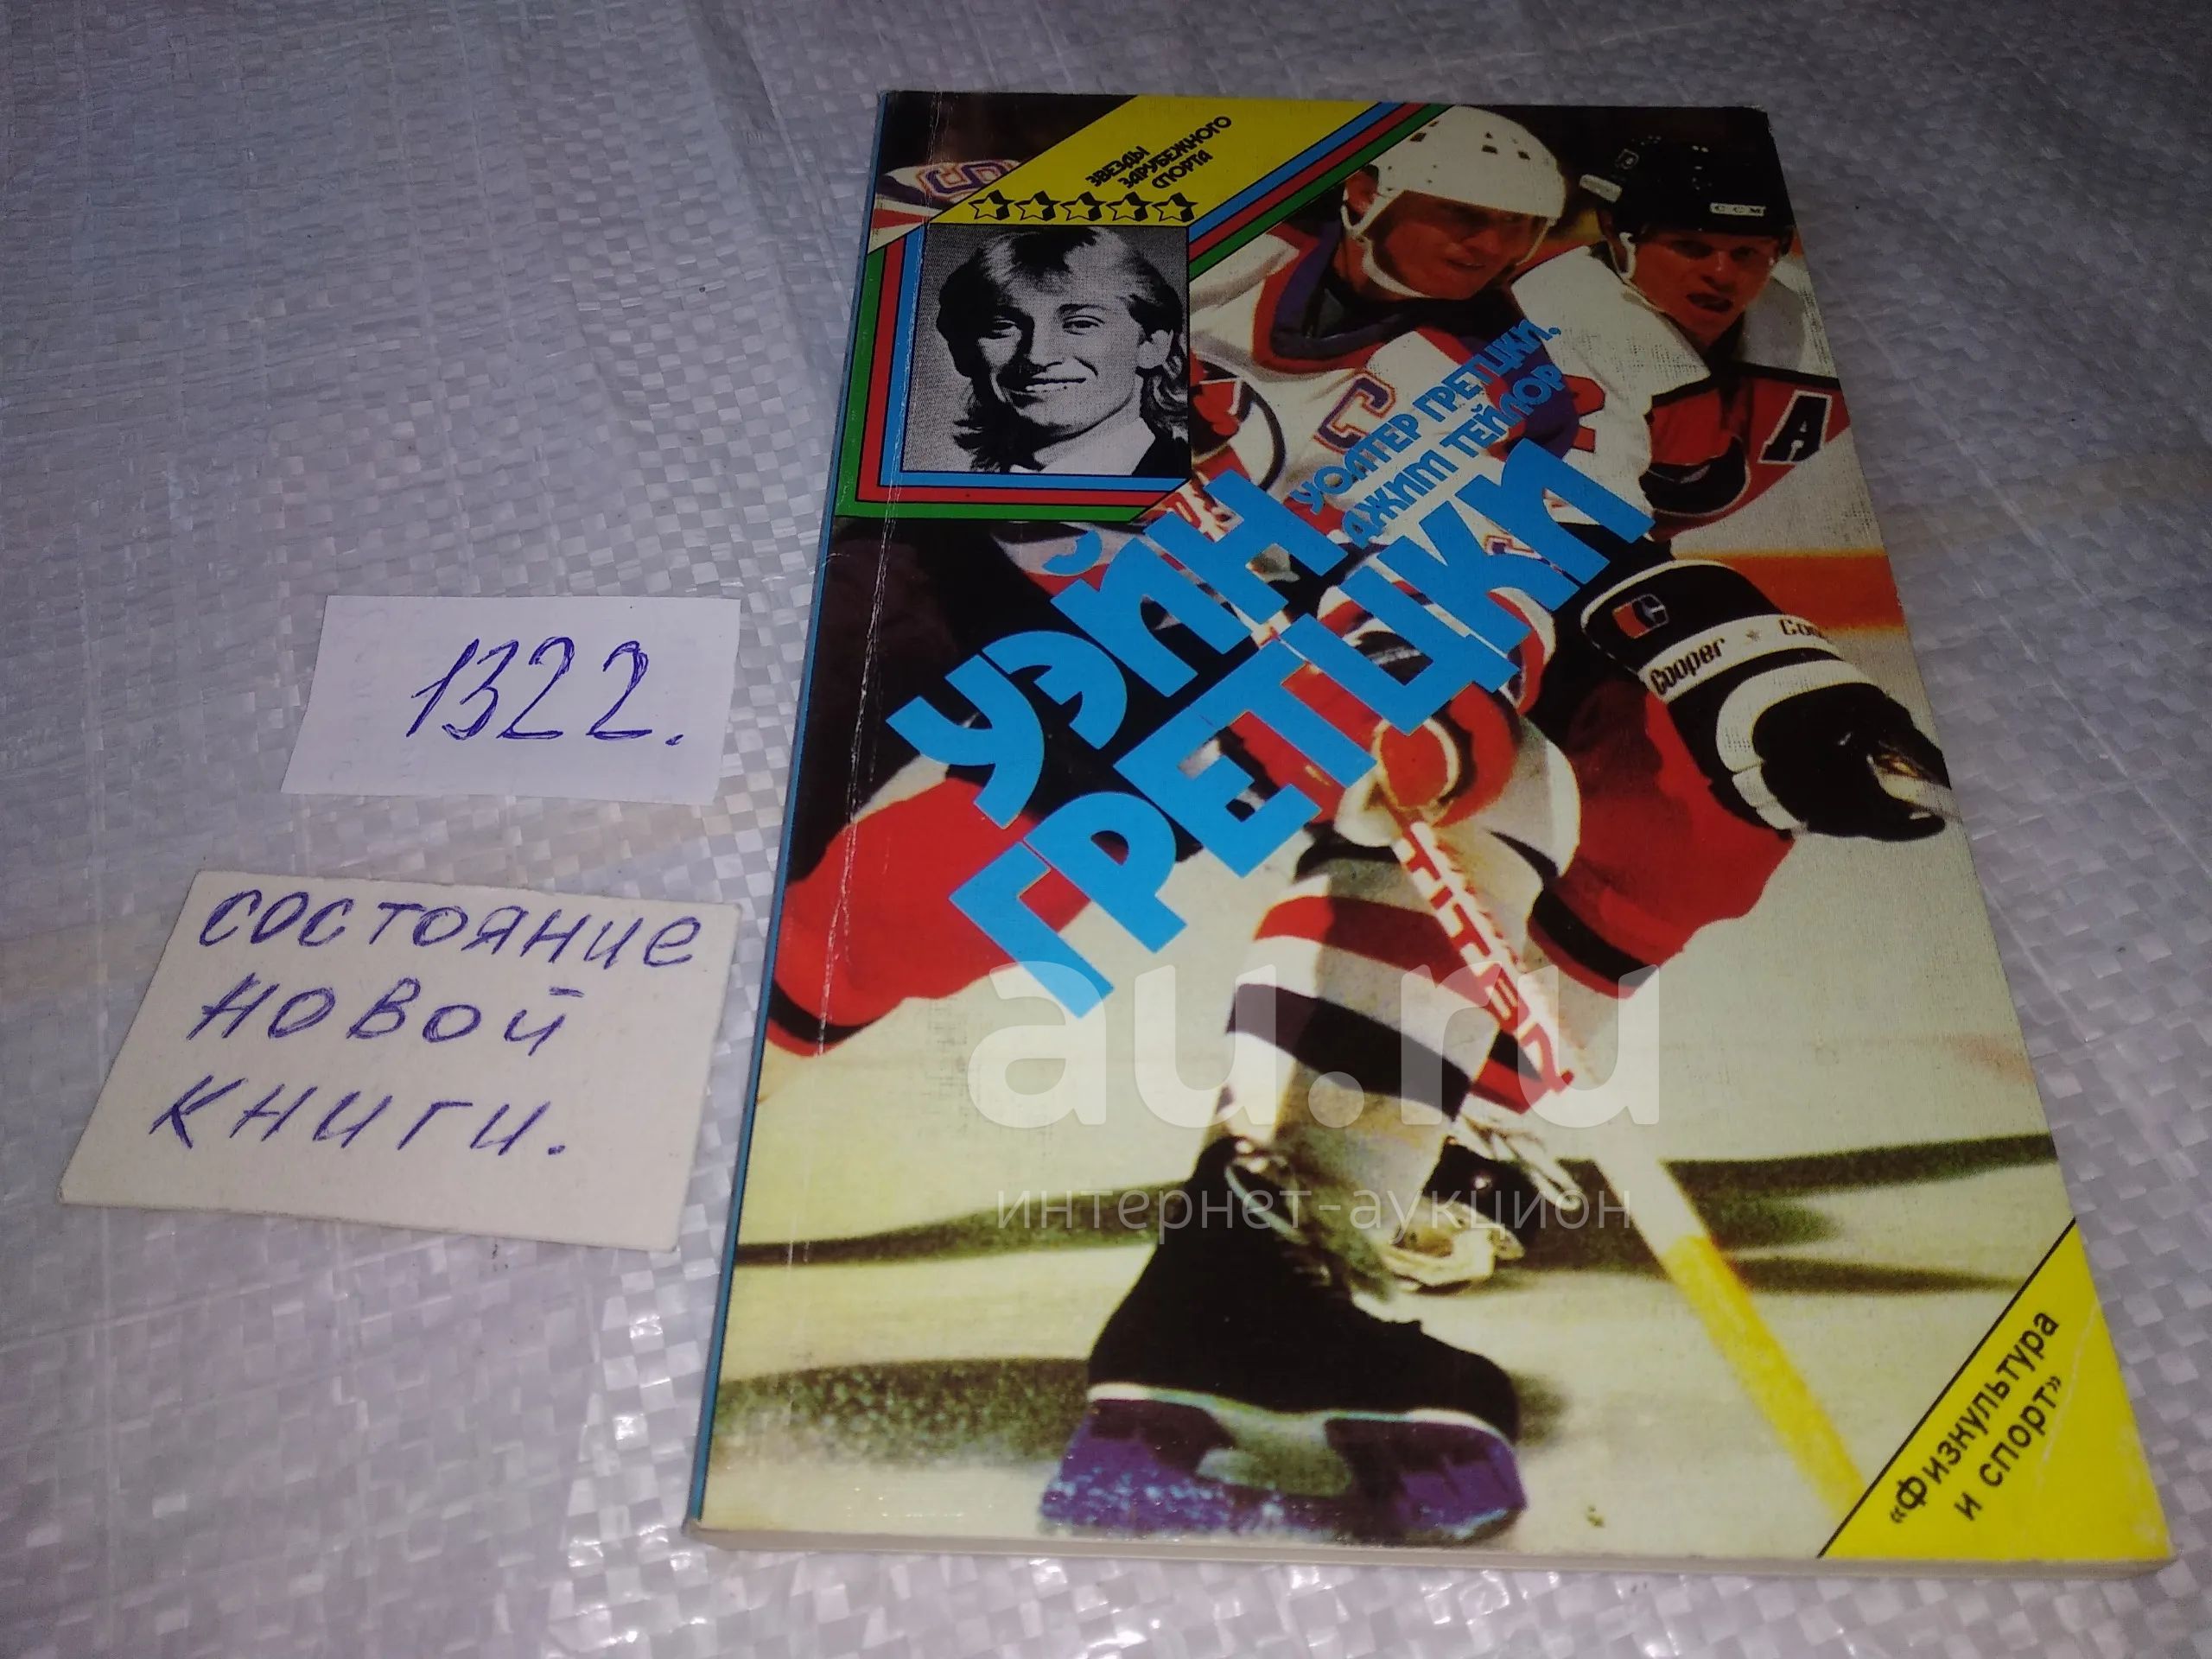 ЗВЕЗДЫ
ЗАРУБЕЖНОГО
СПОРТА
CCM
C
A
УОЛТЕР ГРЕТЦКИ,
ДЖИМ ТЕЙЛОР
УЭЙН
ГРЕТЦКИ
Cooper
1322.
состояние
новой
книги.
au.ru
интернет-аукцион
«Физкультура
и спорт»